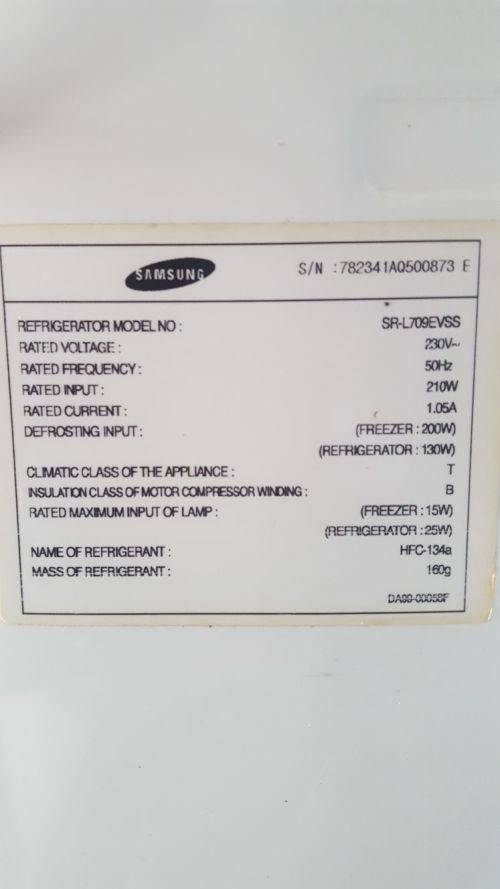 SAMSUNG
S/N :782341AQ500873 E
REFRIGERATOR MODEL NO : SR-L709EVSS
RATED VOLTAGE : 230V~
RATED FREQUENCY : 50Hz
RATED INPUT : 210W
RATED CURRENT : 1.05A
DEFROSTING INPUT : (FREEZER : 200W)
(REFRIGERATOR : 130W)
CLIMATIC CLASS OF THE APPLIANCE : T
INSULATION CLASS OF MOTOR COMPRESSOR WINDING : B
RATED MAXIMUM INPUT OF LAMP : (FREEZER : 15W)
(REFRIGERATOR : 25W)
NAME OF REFRIGERANT : HFC-134a
MASS OF REFRIGERANT : 160g
DA99-00058F